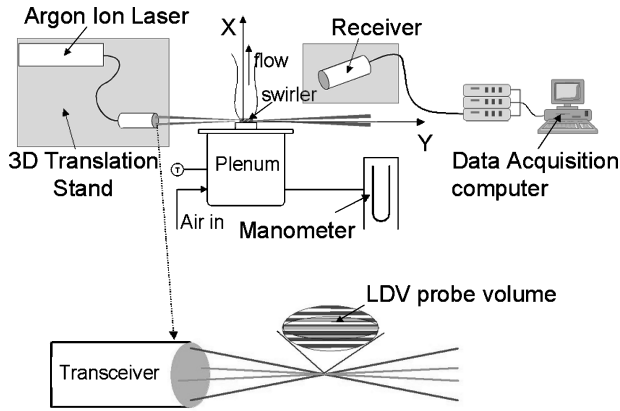 Argon Ion Laser
X
Receiver
flow
swirler
Y
3D Translation
Stand
Plenum
Data Acquisition
computer
T
Air in
Manometer
LDV probe volume
Transceiver